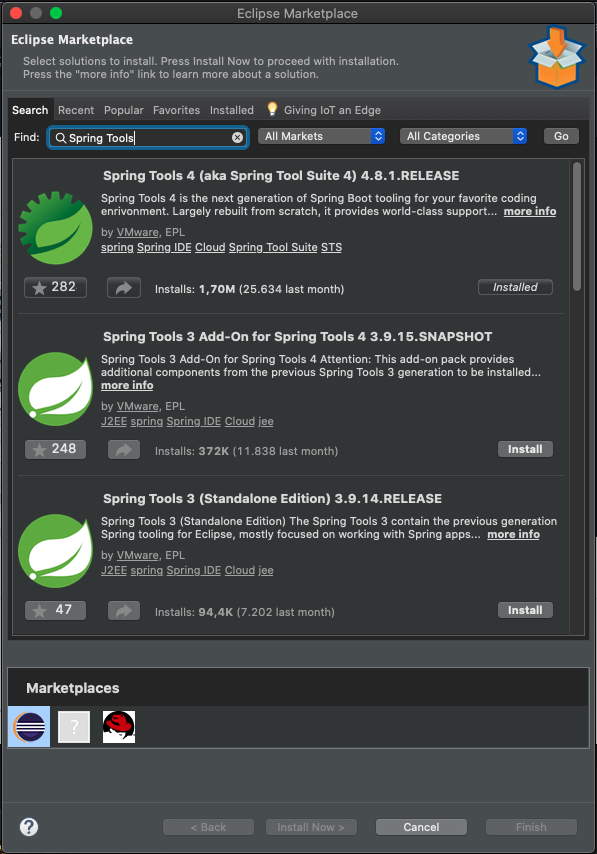 Eclipse Marketplace
Eclipse Marketplace
Select solutions to install. Press Install Now to proceed with installation.
Press the "more info" link to learn more about a solution.
Search Recent Popular Favorites Installed Giving IoT an Edge
Find: Spring Tools All Markets All Categories Go
Spring Tools 4 (aka Spring Tool Suite 4) 4.8.1.RELEASE
Spring Tools 4 is the next generation of Spring Boot tooling for your favorite coding
enrivonment. Largely rebuilt from scratch, it provides world-class support... more info
by VMware, EPL
spring Spring IDE Cloud Spring Tool Suite STS
282 Installs: 1,70M (25.634 last month) Installed
Spring Tools 3 Add-On for Spring Tools 4 3.9.15.SNAPSHOT
Spring Tools 3 Add-On for Spring Tools 4 Attention: This add-on pack provides
additional components from the previous Spring Tools 3 generation to be installed...
more info
by VMware, EPL
J2EE spring Spring IDE Cloud jee
248 Installs: 372K (11.838 last month) Install
Spring Tools 3 (Standalone Edition) 3.9.14.RELEASE
Spring Tools 3 (Standalone Edition) The Spring Tools 3 contain the previous generation
Spring tooling for Eclipse, mostly focused on working with Spring apps... more info
by VMware, EPL
J2EE spring Spring IDE Cloud jee
47 Installs: 94,4K (7.202 last month) Install
Marketplaces
?
? < Back Install Now > Cancel Finish